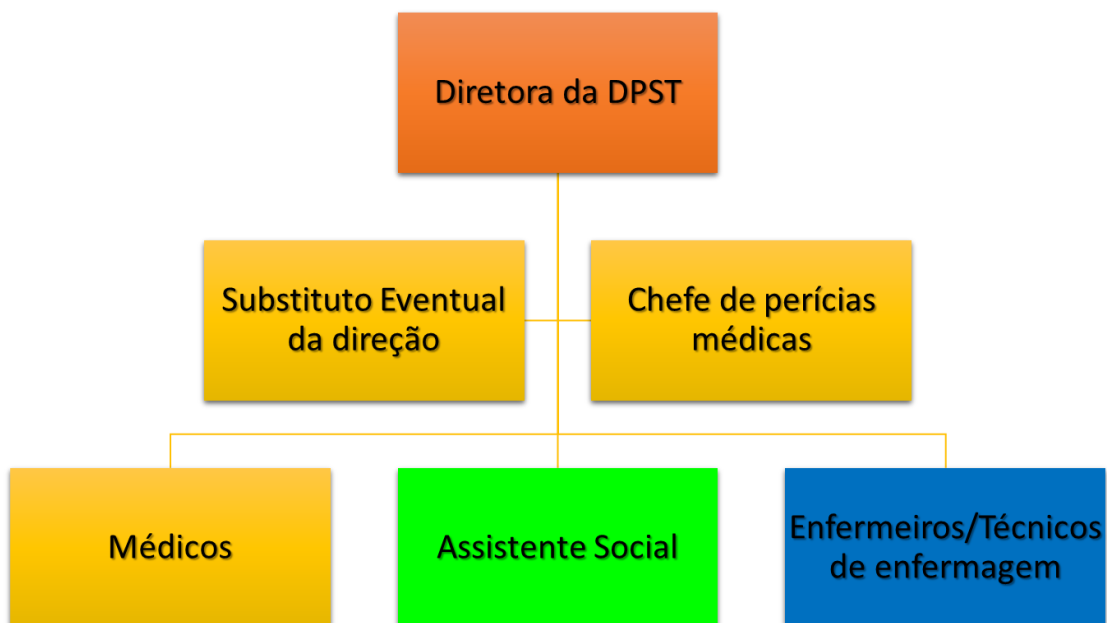 Diretora da DPST
Substituto Eventual
da direção
Chefe de perícias
médicas
Médicos
Assistente Social
Enfermeiros/Técnicos
de enfermagem